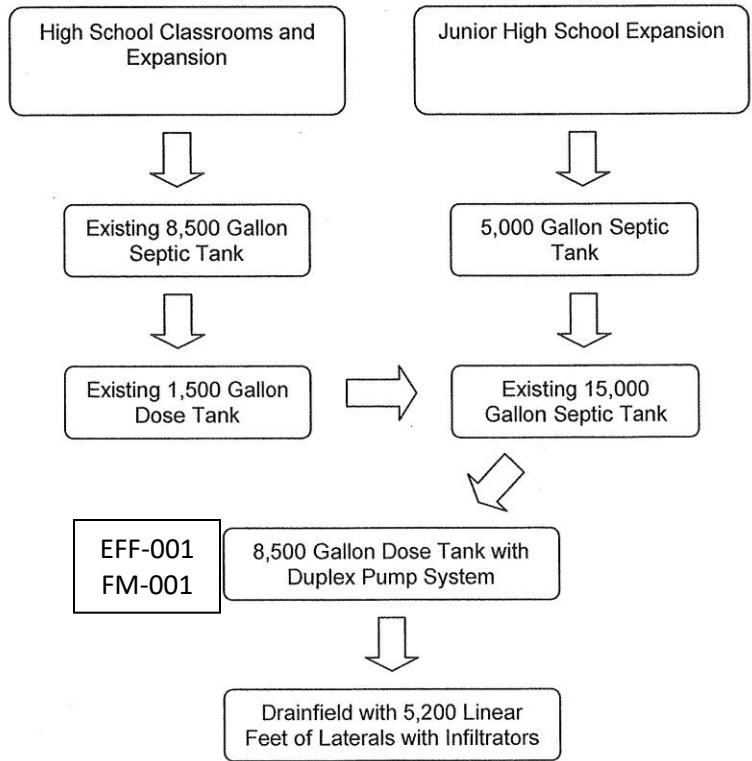 High School Classrooms and
Expansion
Junior High School Expansion
Existing 8,500 Gallon
Septic Tank
5,000 Gallon Septic
Tank
Existing 1,500 Gallon
Dose Tank
Existing 15,000
Gallon Septic Tank
EFF-001
FM-001
8,500 Gallon Dose Tank with
Duplex Pump System
Drainfield with 5,200 Linear
Feet of Laterals with Infiltrators